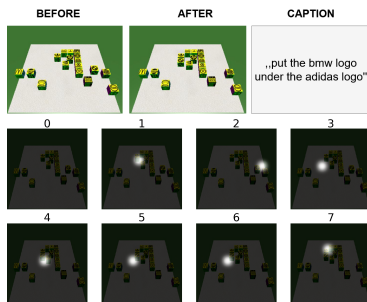 BEFORE AFTER CAPTION
,,put the bmw logo
under the adidas logo"
0 1 2 3
4 5 6 7